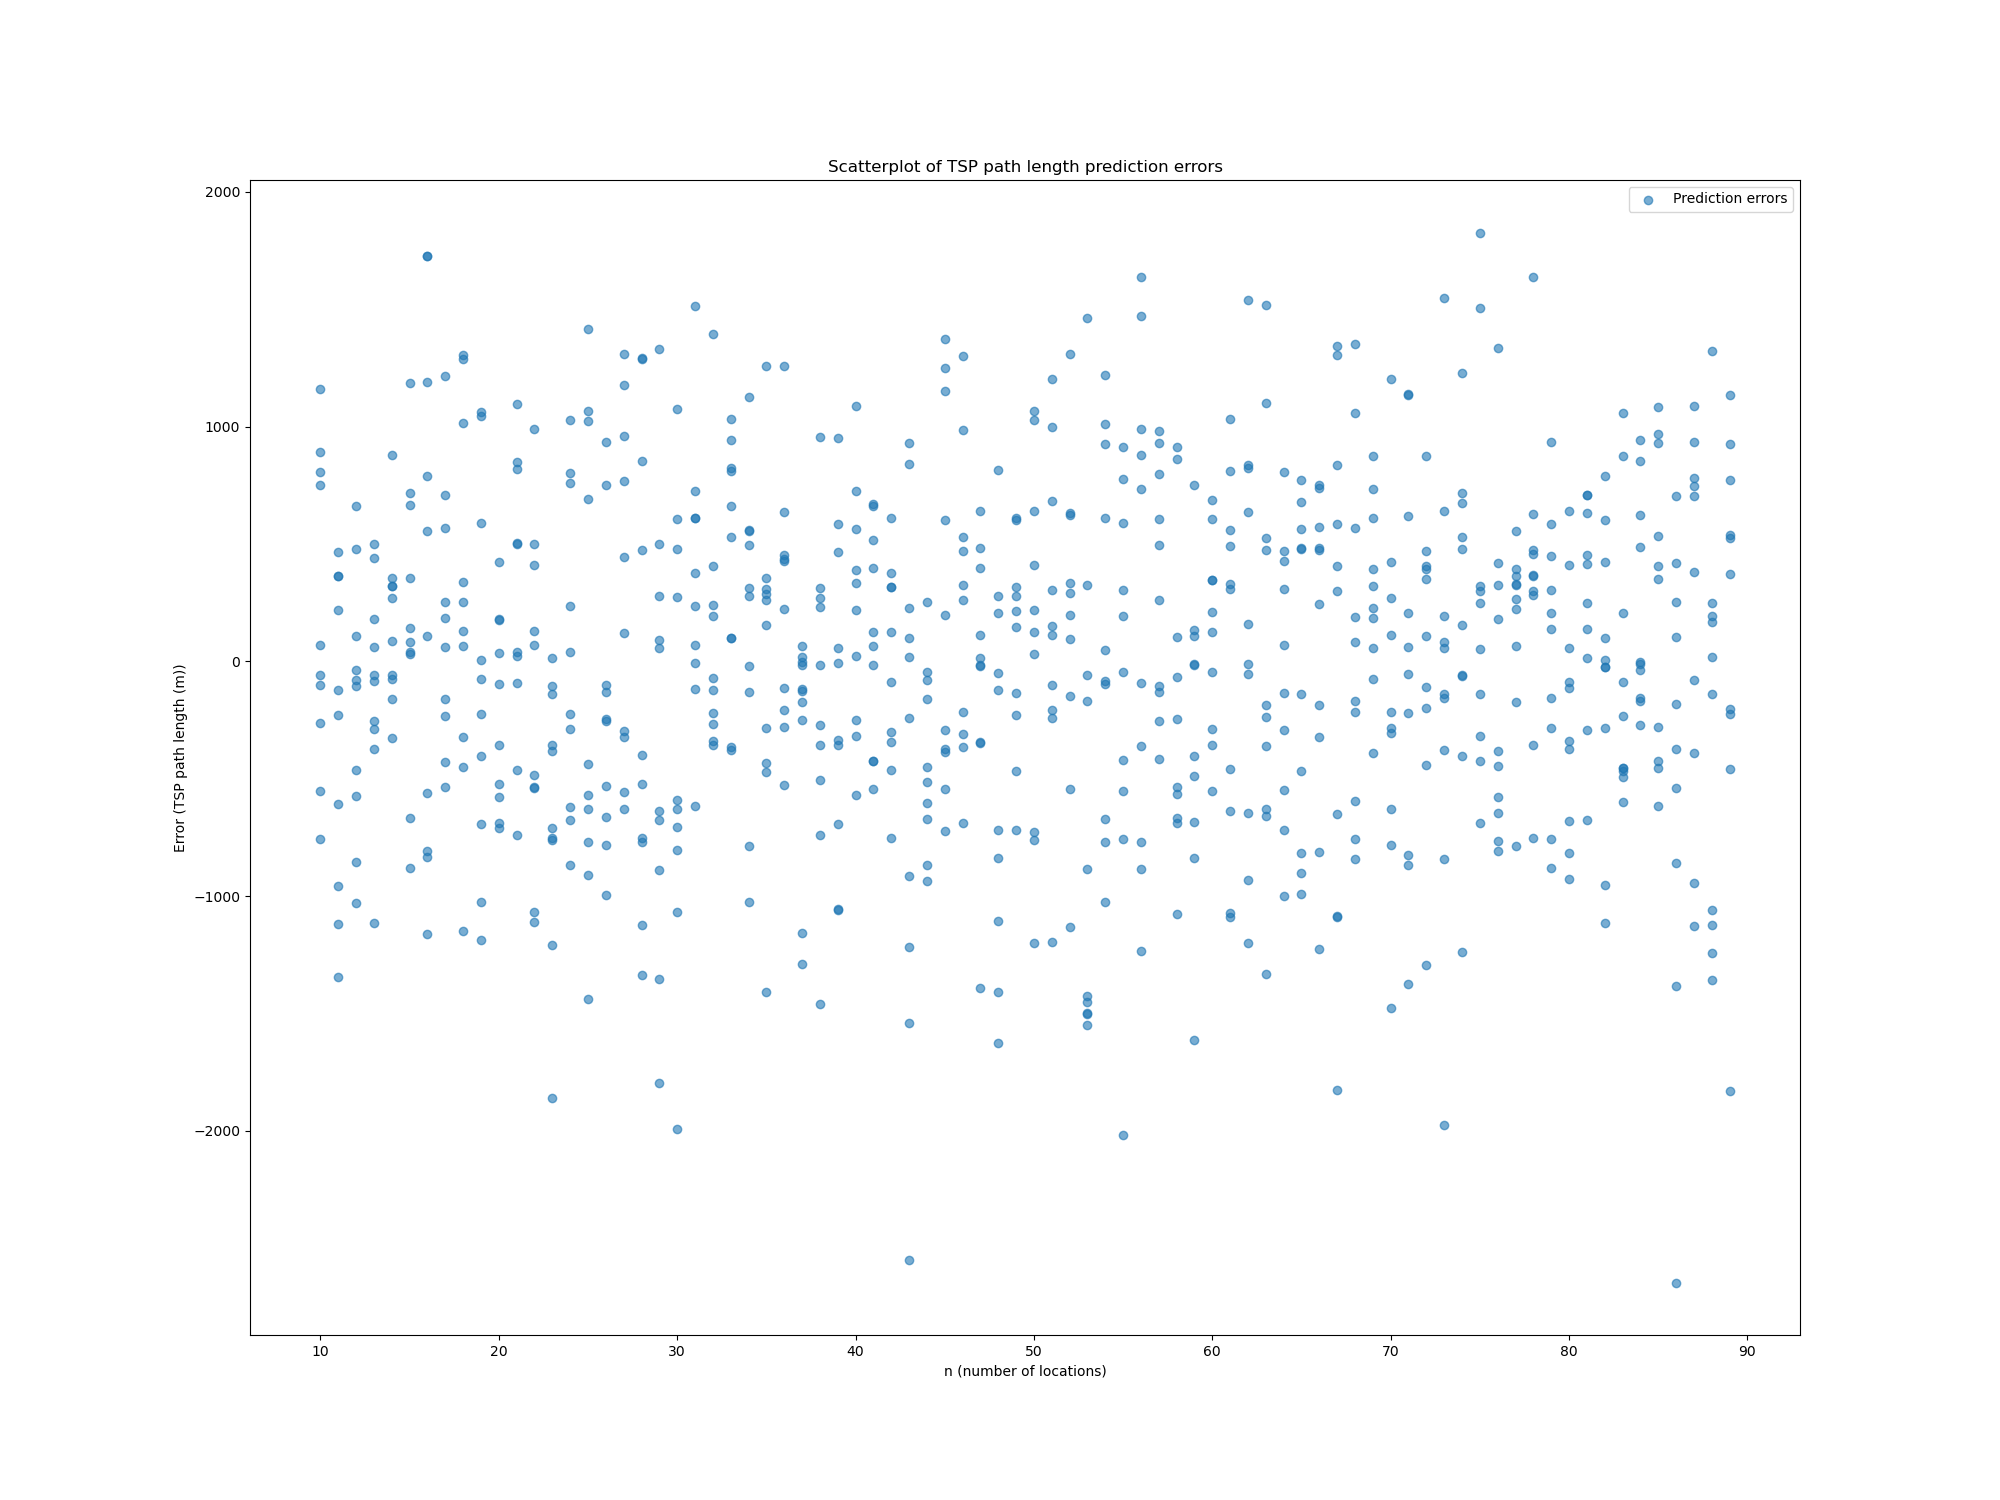 Scatterplot of TSP path length prediction errors
Prediction errors
2000
1000
0
−1000
−2000
Error (TSP path length (m))
10 20 30 40 50 60 70 80 90
n (number of locations)